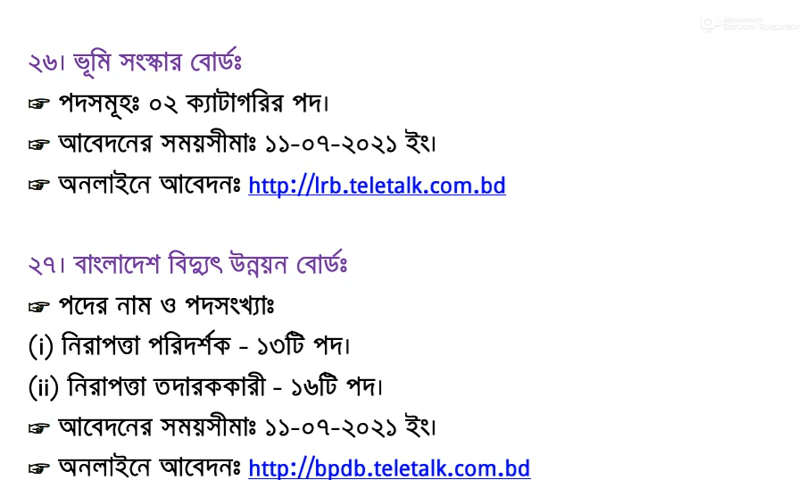 ২৬। ভূমি সংস্কার বোর্ডঃ
☞ পদসমূহঃ ০২ ক্যাটাগরির পদ।
☞ আবেদনের সময়সীমাঃ ১১-০৭-২০২১ ইং।
☞ অনলাইনে আবেদনঃ http://lrb.teletalk.com.bd
২৭। বাংলাদেশ বিদ্যুৎ উন্নয়ন বোর্ডঃ
☞ পদের নাম ও পদসংখ্যাঃ
(i) নিরাপত্তা পরিদর্শক - ১৩টি পদ।
(ii) নিরাপত্তা তদারককারী - ১৬টি পদ।
☞ আবেদনের সময়সীমাঃ ১১-০৭-২০২১ ইং।
☞ অনলাইনে আবেদনঃ http://bpdb.teletalk.com.bd